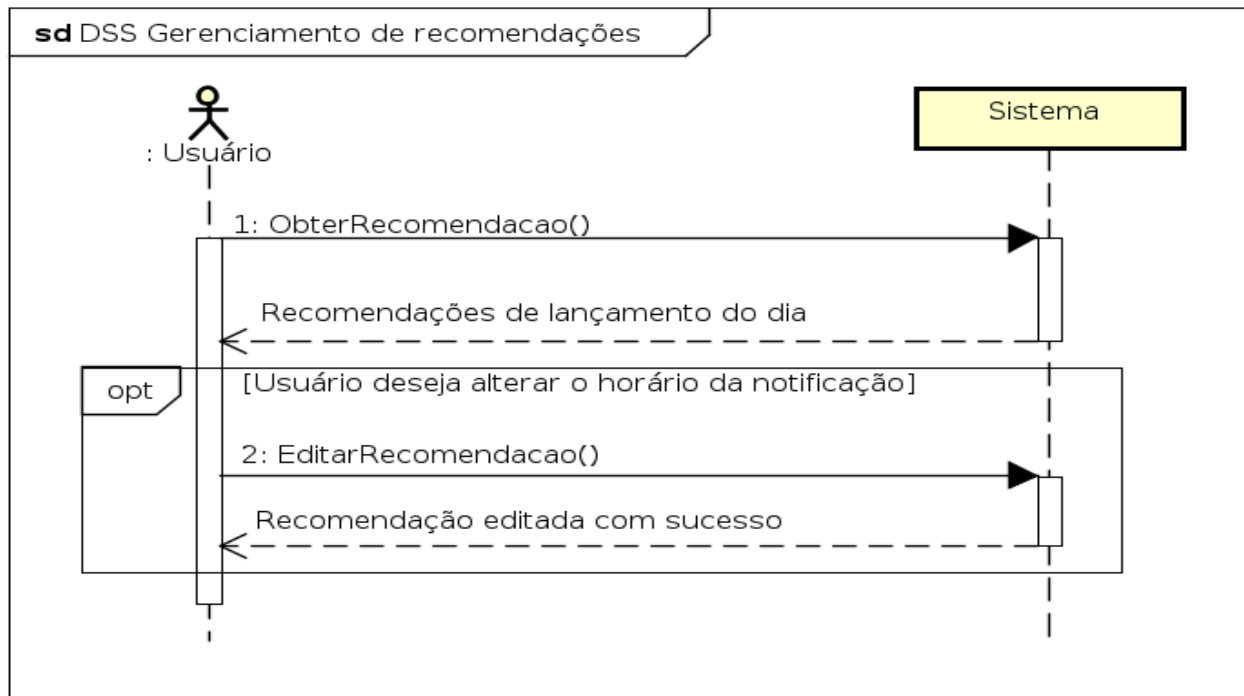 sd DSS Gerenciamento de recomendações
: Usuário
Sistema
1: ObterRecomendacao()
Recomendações de lançamento do dia
opt
[Usuário deseja alterar o horário da notificação]
2: EditarRecomendacao()
Recomendação editada com sucesso